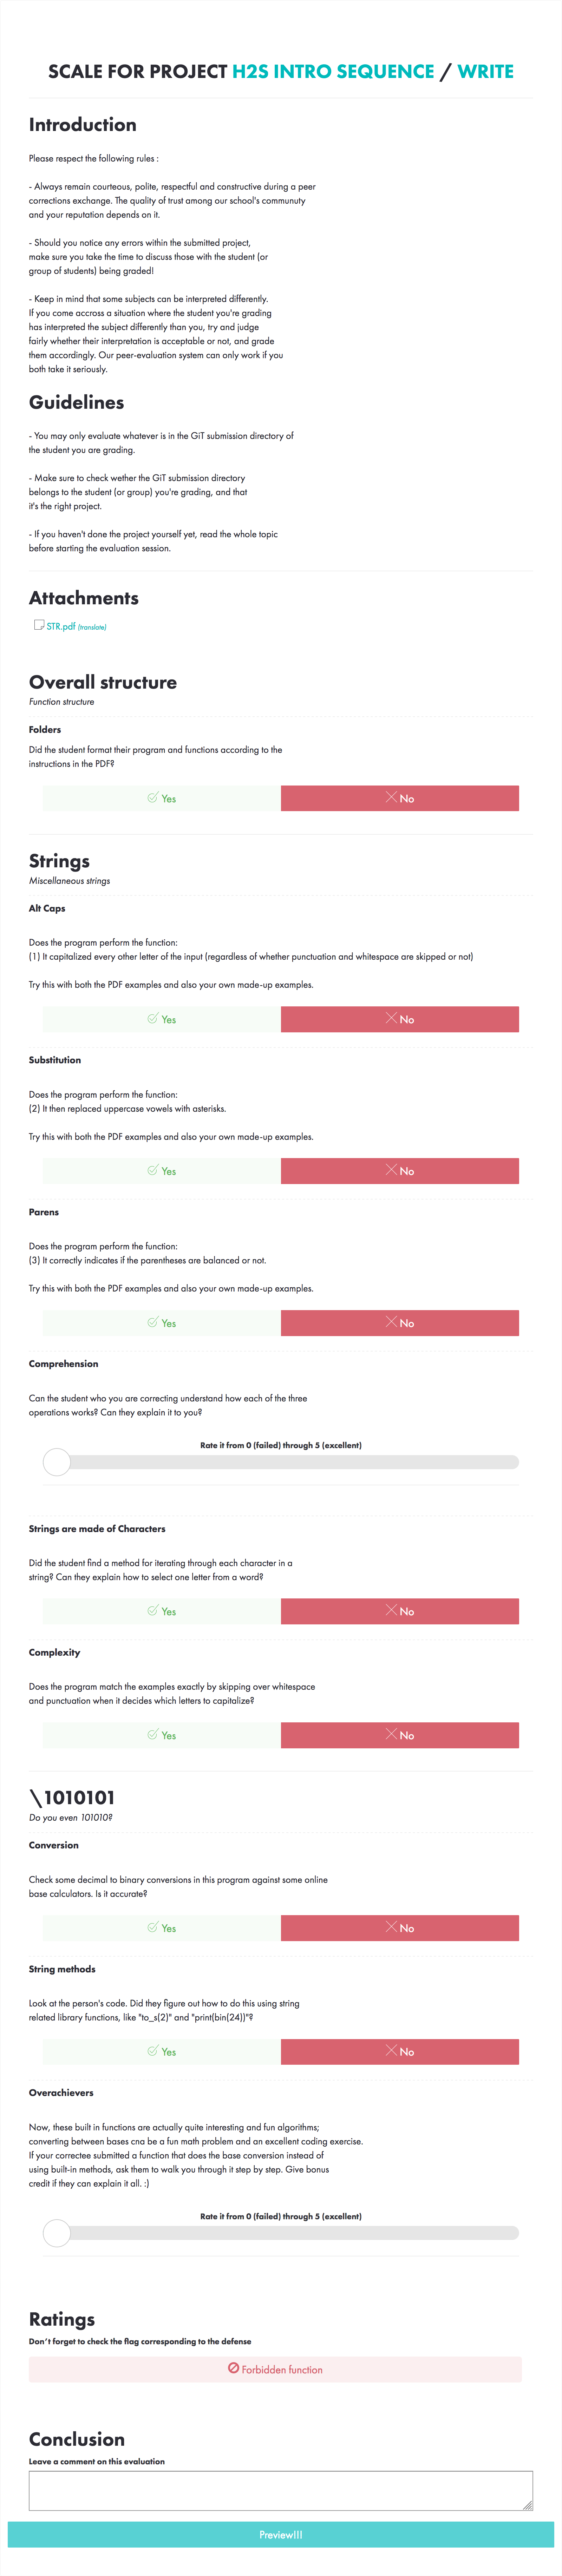 SCALE FOR PROJECT H2S INTRO SEQUENCE / WRITE
Introduction
Please respect the following rules :
- Always remain courteous, polite, respectful and constructive during a peer
corrections exchange. The quality of trust among our school's communuty
and your reputation depends on it.
- Should you notice any errors within the submitted project,
make sure you take the time to discuss those with the student (or
group of students) being graded!
- Keep in mind that some subjects can be interpreted differently.
If you come accross a situation where the student you're grading
has interpreted the subject differently than you, try and judge
fairly whether their interpretation is acceptable or not, and grade
them accordingly. Our peer-evaluation system can only work if you
both take it seriously.
Guidelines
- You may only evaluate whatever is in the GiT submission directory of
the student you are grading.
- Make sure to check wether the GiT submission directory
belongs to the student (or group) you're grading, and that
it's the right project.
- If you haven't done the project yourself yet, read the whole topic
before starting the evaluation session.
Attachments
STR.pdf (translate)
Overall structure
Function structure
Folders
Did the student format their program and functions according to the
instructions in the PDF?
Yes No
Strings
Miscellaneous strings
Alt Caps
Does the program perform the function:
(1) It capitalized every other letter of the input (regardless of whether punctuation and whitespace are skipped or not)
Try this with both the PDF examples and also your own made-up examples.
Yes No
Substitution
Does the program perform the function:
(2) It then replaced uppercase vowels with asterisks.
Try this with both the PDF examples and also your own made-up examples.
Yes No
Parens
Does the program perform the function:
(3) It correctly indicates if the parentheses are balanced or not.
Try this with both the PDF examples and also your own made-up examples.
Yes No
Comprehension
Can the student who you are correcting understand how each of the three
operations works? Can they explain it to you?
Rate it from 0 (failed) through 5 (excellent)
Strings are made of Characters
Did the student find a method for iterating through each character in a
string? Can they explain how to select one letter from a word?
Yes No
Complexity
Does the program match the examples exactly by skipping over whitespace
and punctuation when it decides which letters to capitalize?
Yes No
\1010101
Do you even 101010?
Conversion
Check some decimal to binary conversions in this program against some online
base calculators. Is it accurate?
Yes No
String methods
Look at the person's code. Did they figure out how to do this using string
related library functions, like "to_s(2)" and "print(bin(24))"?
Yes No
Overachievers
Now, these built in functions are actually quite interesting and fun algorithms;
converting between bases cna be a fun math problem and an excellent coding exercise.
If your correctee submitted a function that does the base conversion instead of
using built-in methods, ask them to walk you through it step by step. Give bonus
credit if they can explain it all. :)
Rate it from 0 (failed) through 5 (excellent)
Ratings
Don't forget to check the flag corresponding to the defense
Forbidden function
Conclusion
Leave a comment on this evaluation
Preview!!!